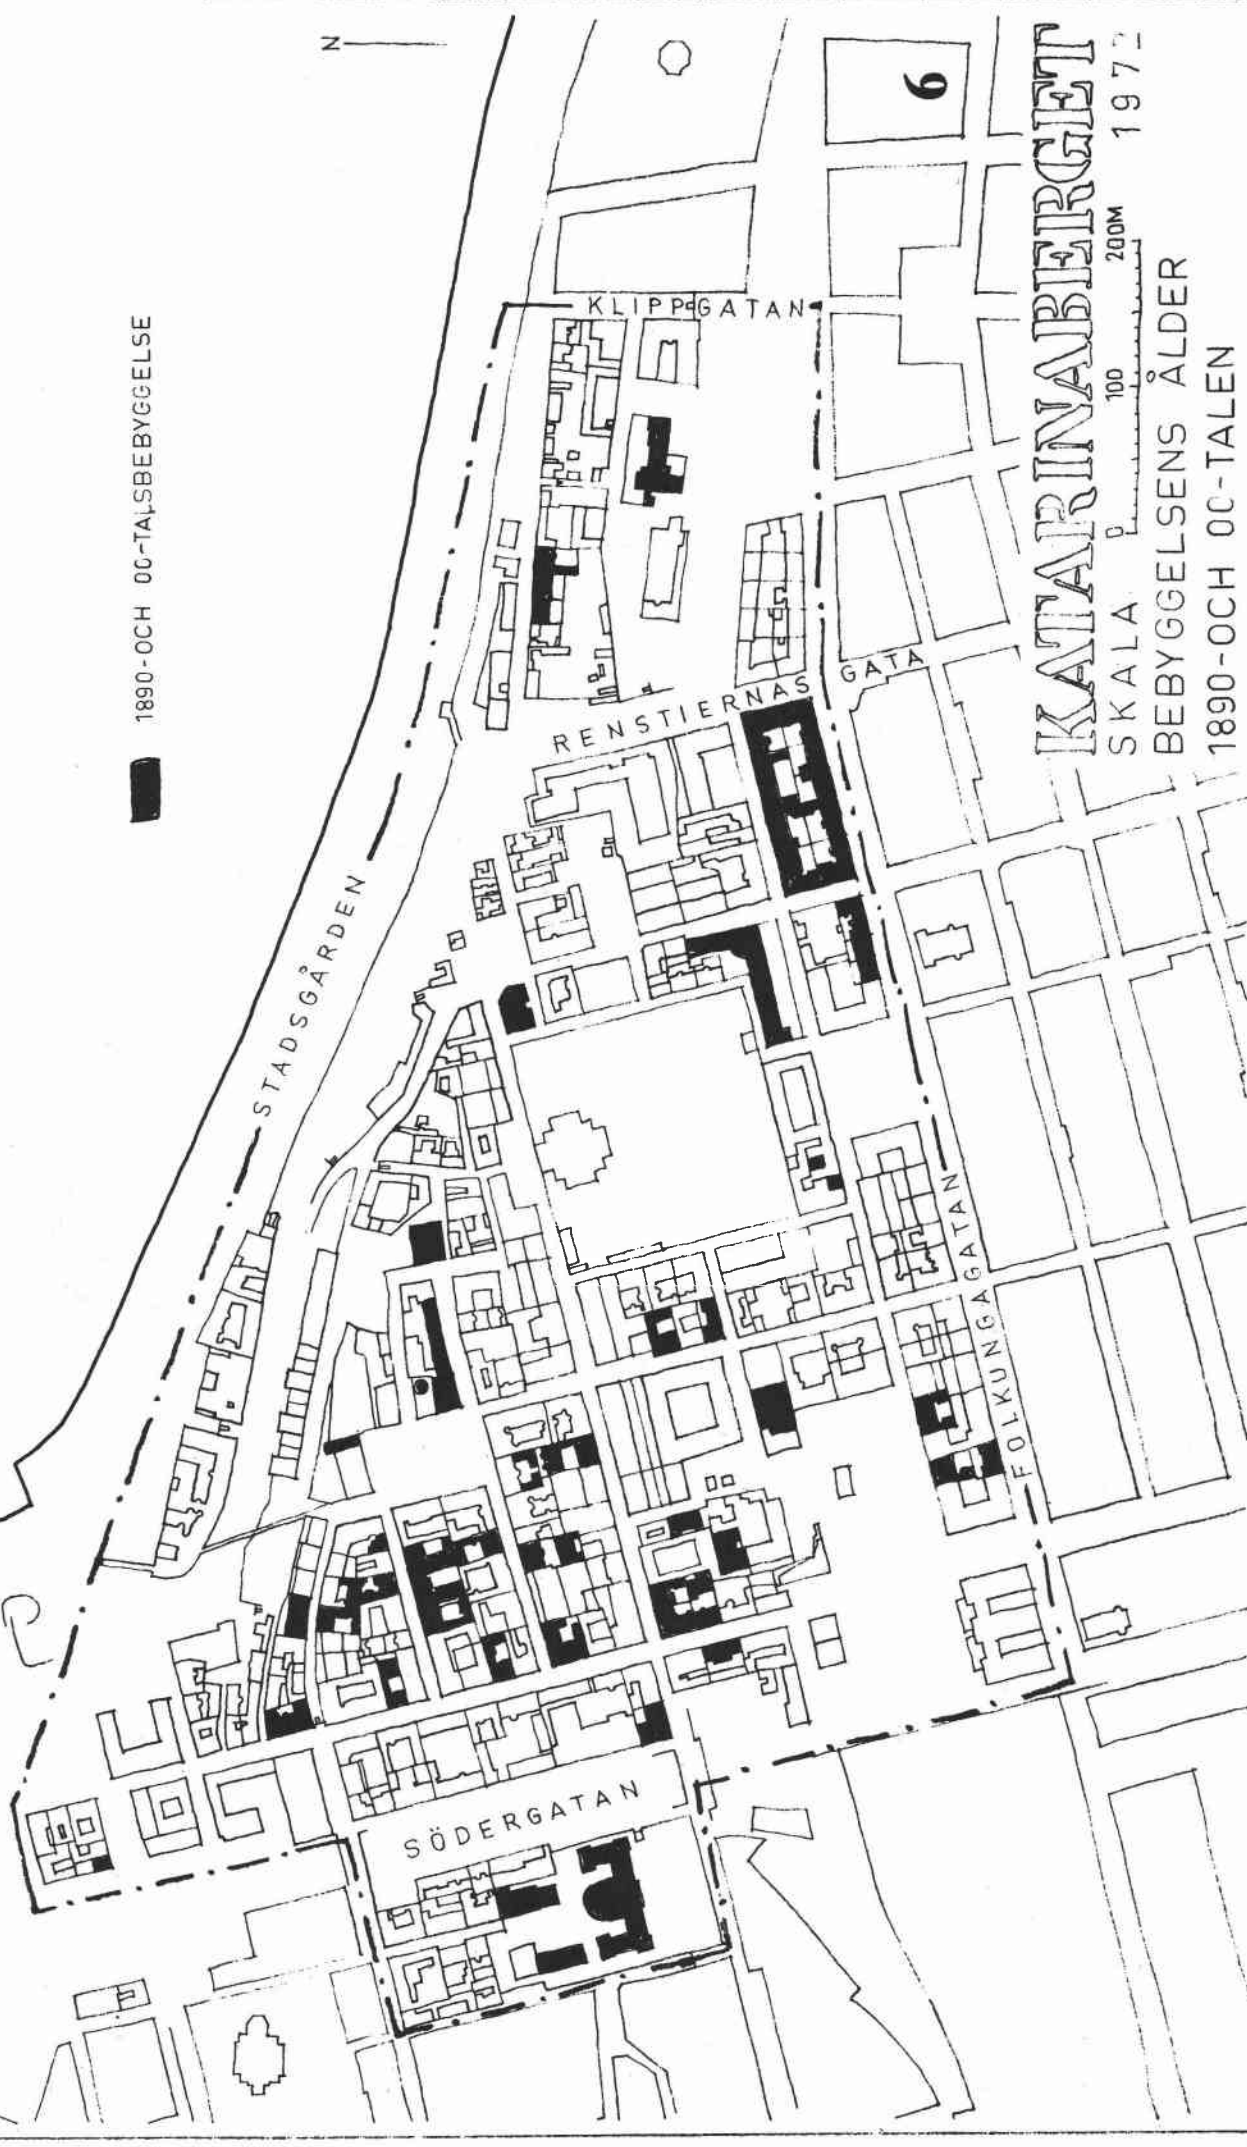 N
1890-OCH 00-TALSBEBYGGELSE
STADSGÅRDEN
KLIPPGATAN
RENSTIERNAS GATA
FOLKUNGAGATAN
SÖDERGATAN
6
KATARINABERGET
SKALA 0 100 200M 1972
BEBYGGELSENS ÅLDER
1890-OCH 00-TALEN